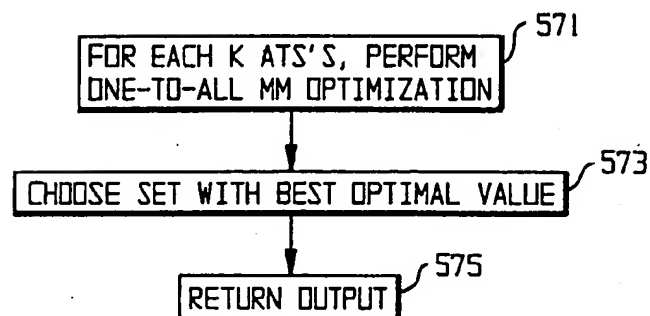 571
FOR EACH K ATS'S, PERFORM
ONE-TO-ALL MM OPTIMIZATION
573
CHOOSE SET WITH BEST OPTIMAL VALUE
575
RETURN OUTPUT